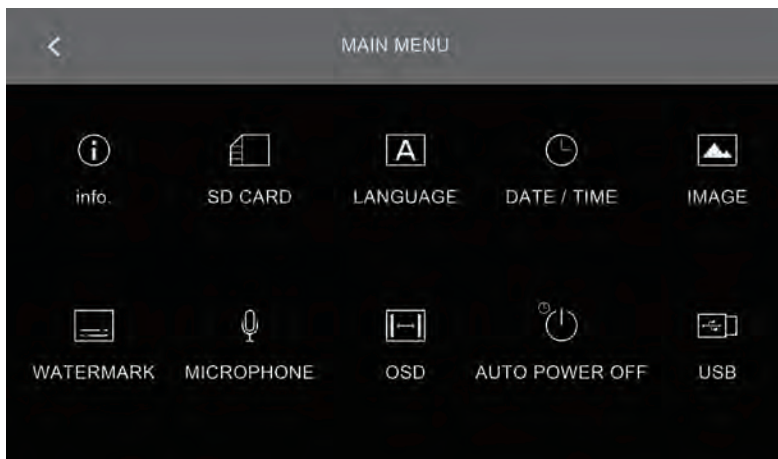 MAIN MENU
info.
SD CARD
LANGUAGE
DATE / TIME
IMAGE
WATERMARK
MICROPHONE
OSD
AUTO POWER OFF
USB